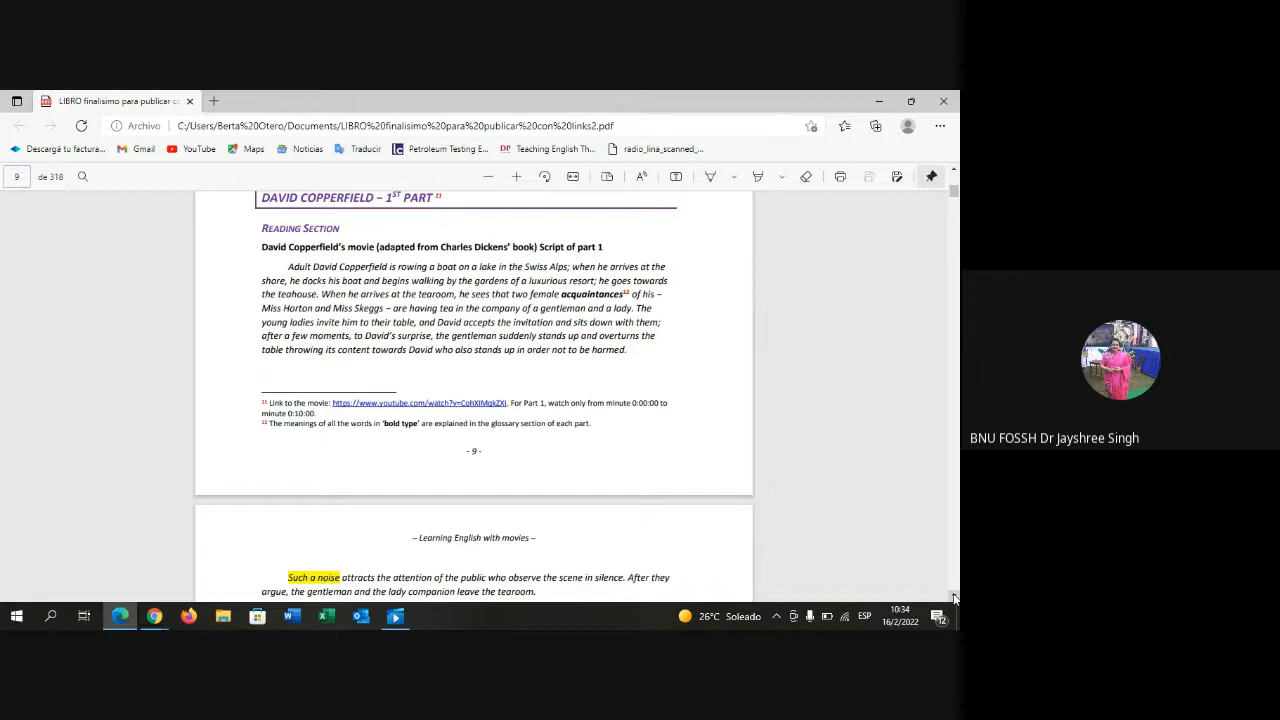 LIBRO finalisimo para publicar co
Archivo C:/Users/Berta%20Otero/Documents/LIBRO%20finalisimo%20para%20publicar%20con%20links2.pdf
Descargá tu factura... Gmail YouTube Maps Noticias Traducir Petroleum Testing E... DP Teaching English Th... radio_lina_scanned_...
9 de 318
DAVID COPPERFIELD – 1ST PART 11
READING SECTION
David Copperfield's movie (adapted from Charles Dickens' book) Script of part 1
Adult David Copperfield is rowing a boat on a lake in the Swiss Alps; when he arrives at the
shore, he docks his boat and begins walking by the gardens of a luxurious resort; he goes towards
the teahouse. When he arrives at the tearoom, he sees that two female acquaintances12 of his –
Miss Horton and Miss Skeggs – are having tea in the company of a gentleman and a lady. The
young ladies invite him to their table, and David accepts the invitation and sits down with them;
after a few moments, to David's surprise, the gentleman suddenly stands up and overturns the
table throwing its content towards David who also stands up in order not to be harmed.
11 Link to the movie: https://www.youtube.com/watch?v=CohXIMqkZXI. For Part 1, watch only from minute 0:00:00 to
minute 0:10:00.
12 The meanings of all the words in 'bold type' are explained in the glossary section of each part.
- 9 -
– Learning English with movies –
Such a noise attracts the attention of the public who observe the scene in silence. After they
argue, the gentleman and the lady companion leave the tearoom.
26°C Soleado ESP 10:34
16/2/2022 12
BNU FOSSH Dr Jayshree Singh